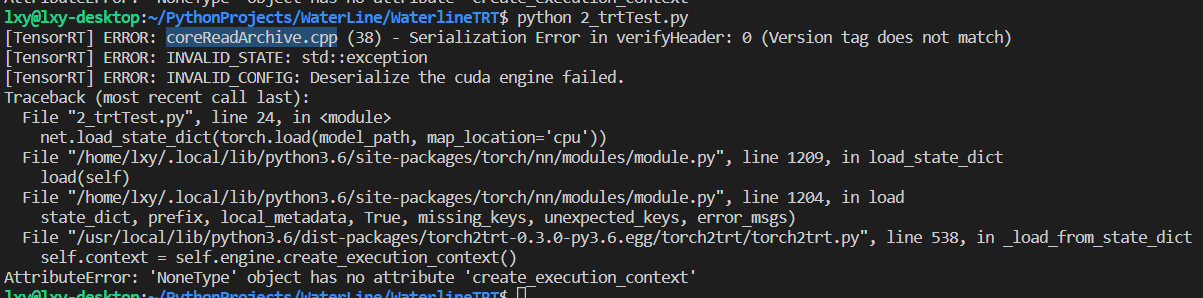 AttributeError: 'NoneType' object has no attribute 'create_execution_context'
lxy@lxy-desktop:~/PythonProjects/WaterLine/WaterlineTRT$ python 2_trtTest.py
[TensorRT] ERROR: coreReadArchive.cpp (38) - Serialization Error in verifyHeader: 0 (Version tag does not match)
[TensorRT] ERROR: INVALID_STATE: std::exception
[TensorRT] ERROR: INVALID_CONFIG: Deserialize the cuda engine failed.
Traceback (most recent call last):
  File "2_trtTest.py", line 24, in <module>
    net.load_state_dict(torch.load(model_path, map_location='cpu'))
  File "/home/lxy/.local/lib/python3.6/site-packages/torch/nn/modules/module.py", line 1209, in load_state_dict
    load(self)
  File "/home/lxy/.local/lib/python3.6/site-packages/torch/nn/modules/module.py", line 1204, in load
    state_dict, prefix, local_metadata, True, missing_keys, unexpected_keys, error_msgs)
  File "/usr/local/lib/python3.6/dist-packages/torch2trt-0.3.0-py3.6.egg/torch2trt/torch2trt.py", line 538, in _load_from_state_dict
    self.context = self.engine.create_execution_context()
AttributeError: 'NoneType' object has no attribute 'create_execution_context'
lxy@lxy-desktop:~/PythonProjects/WaterLine/WaterlineTRT$